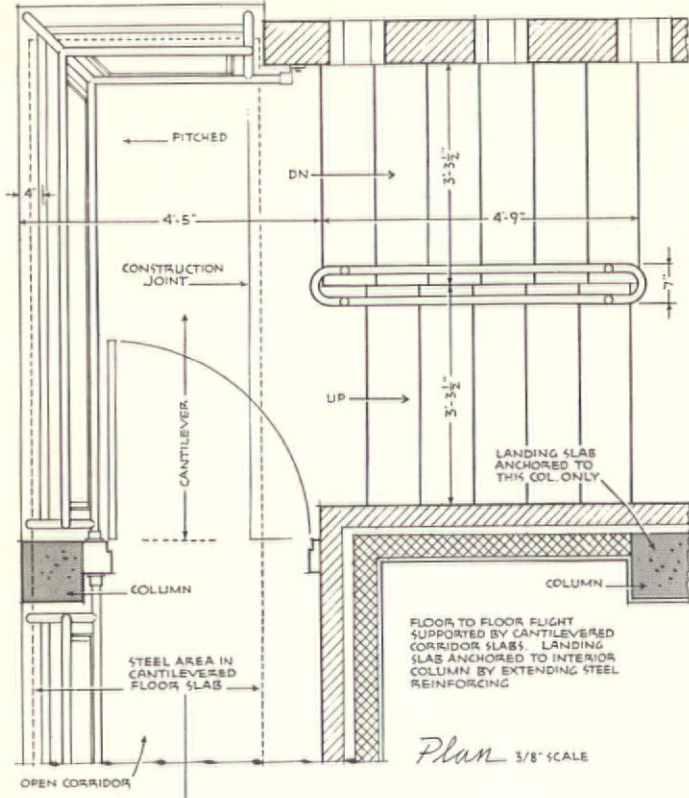 PITCHED
DN
3'-3½"
4"
4'-5"
4'-9"
CONSTRUCTION
JOINT
7"
CANTILEVER
UP
3'-3½"
LANDING SLAB
ANCHORED TO
THIS COL. ONLY
COLUMN
COLUMN
FLOOR TO FLOOR FLIGHT
SUPPORTED BY CANTILEVERED
CORRIDOR SLABS. LANDING
SLAB ANCHORED TO INTERIOR
COLUMN BY EXTENDING STEEL
REINFORCING
STEEL AREA IN
CANTILEVERED
FLOOR SLAB
Plan 3/8" SCALE
OPEN CORRIDOR